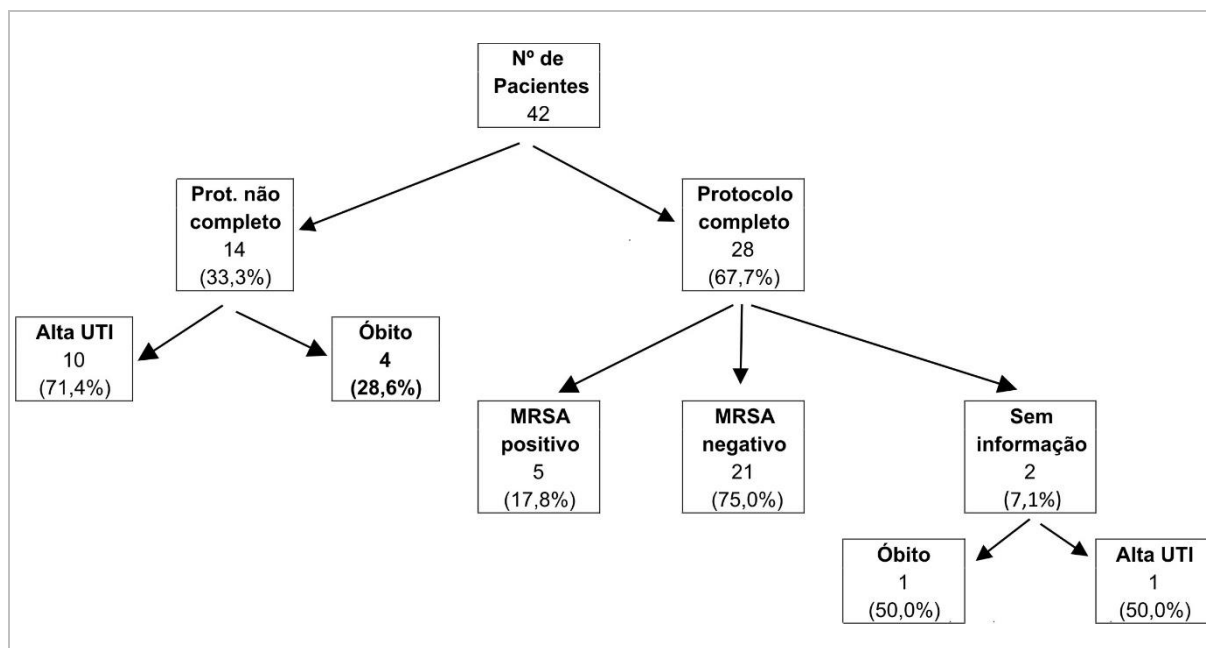 Nº de
Pacientes
42
Prot. não
completo
14
(33,3%)
Protocolo
completo
28
(67,7%)
Alta UTI
10
(71,4%)
Óbito
4
(28,6%)
MRSA
positivo
5
(17,8%)
MRSA
negativo
21
(75,0%)
Sem
informação
2
(7,1%)
Óbito
1
(50,0%)
Alta UTI
1
(50,0%)